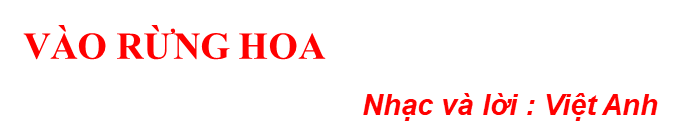 VÀO RỪNG HOA
Nhạc và lời : Việt Anh